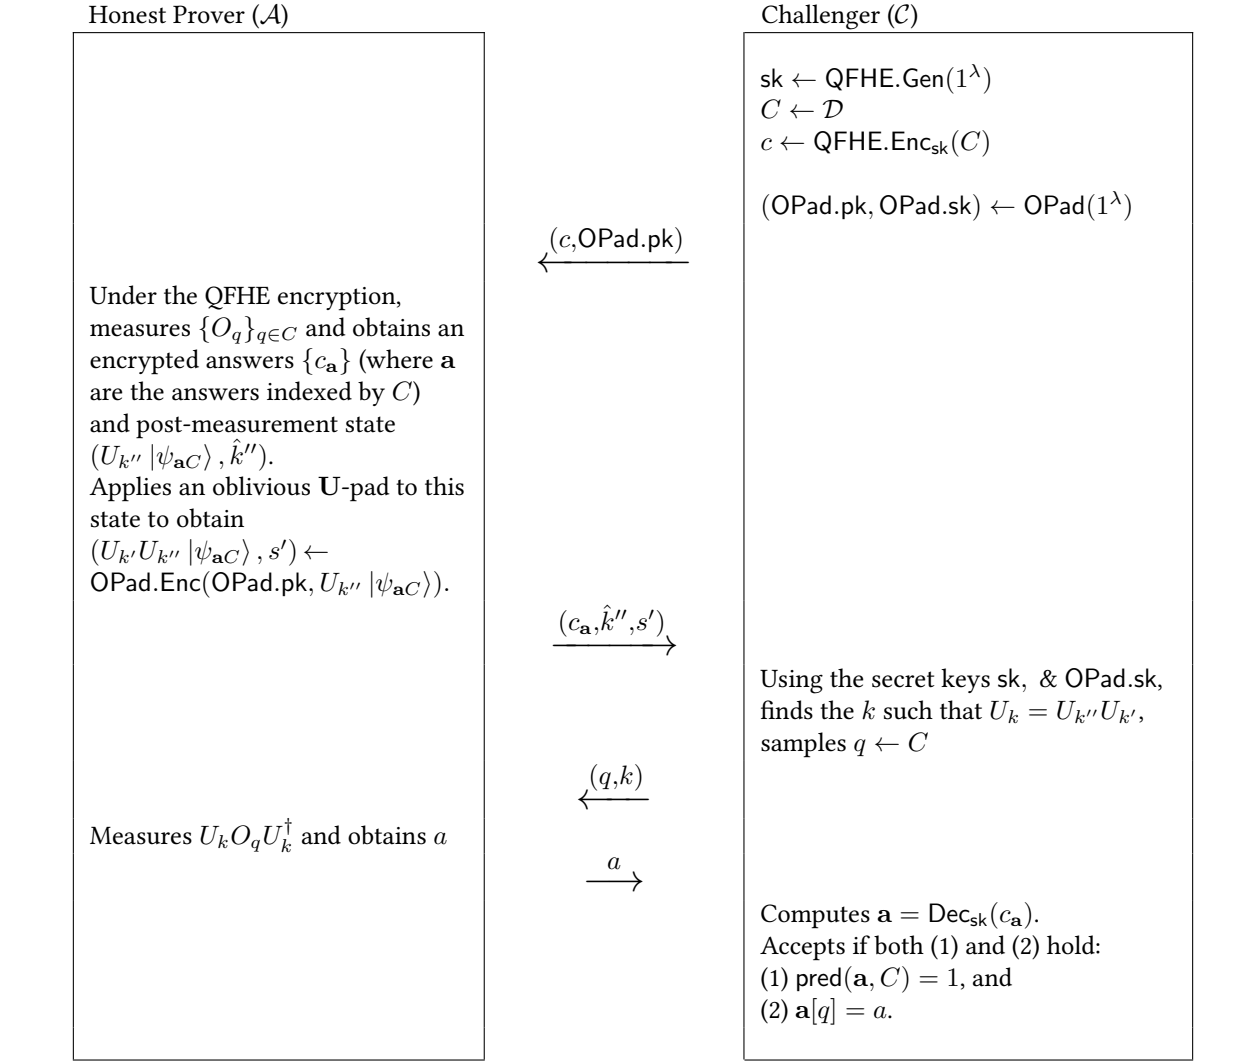 Honest Prover (𝒜)
Challenger (𝒞)
sk ← QFHE.Gen(1^λ)
C ← 𝒟
c ← QFHE.Enc_sk(C)
(OPad.pk, OPad.sk) ← OPad(1^λ)
(c,OPad.pk)
Under the QFHE encryption,
measures {O_q}_{q∈C} and obtains an
encrypted answers {c_𝐚} (where 𝐚
are the answers indexed by C)
and post-measurement state
(U_{k''} |ψ_{𝐚C}⟩ , k̂'').
Applies an oblivious 𝐔-pad to this
state to obtain
(U_{k'}U_{k''} |ψ_{𝐚C}⟩ , s') ←
OPad.Enc(OPad.pk, U_{k''} |ψ_{𝐚C}⟩).
(c_𝐚,k̂'',s')
Using the secret keys sk, & OPad.sk,
finds the k such that U_k = U_{k''}U_{k'},
samples q ← C
(q,k)
Measures U_k O_q U_k^† and obtains a
a
Computes 𝐚 = Dec_sk(c_𝐚).
Accepts if both (1) and (2) hold:
(1) pred(𝐚, C) = 1, and
(2) 𝐚[q] = a.